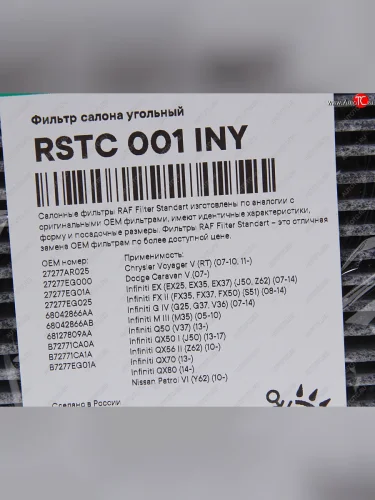 Фильтр салона угольный
RSTC 001 INY
Салонные фильтры RAF Filter Standart изготовлены по аналогии с
оригинальными OEM фильтрами, имеют идентичные характеристики,
форму и посадочные размеры. Фильтры RAF Filter Standart – это отличная
замена OEM фильтрам по более доступной цене.
OEM номер:
27277AR025
27277EG000
27277EG01A
27277EG025
68042866AA
68042866AB
68127809AA
B72771CA0A
B72771CA1A
B7277EG01A
Применимость:
Chrysler Voyager V (RT) (07-10, 11-)
Dodge Caravan V (07-)
Infiniti EX (EX25, EX35, EX37) (J50, Z62) (07-14)
Infiniti FX II (FX35, FX37, FX50) (S51) (08-14)
Infiniti G IV (G25, G37, V36) (07-14)
Infiniti M III (M35) (05-10)
Infiniti Q50 (V37) (13-)
Infiniti QX50 I (J50) (13-17)
Infiniti QX56 II (Z62) (10-)
Infiniti QX70 (13-)
Infiniti QX80 (14-)
Nissan Patrol VI (Y62) (10-)
Сделано в России